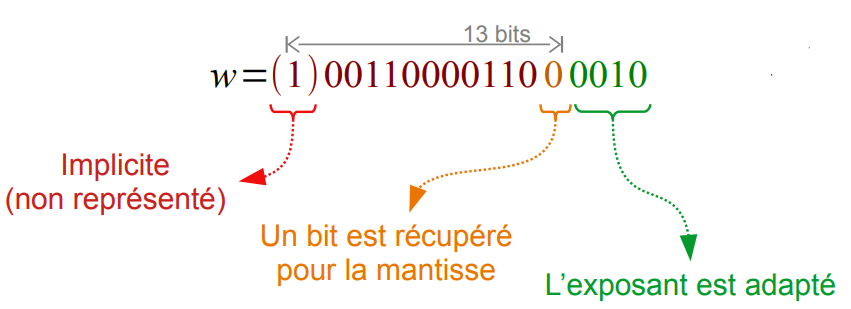 13 bits
w=(1)00110000110 0 0010
Implicite
(non représenté)
Un bit est récupéré
pour la mantisse
L'exposant est adapté